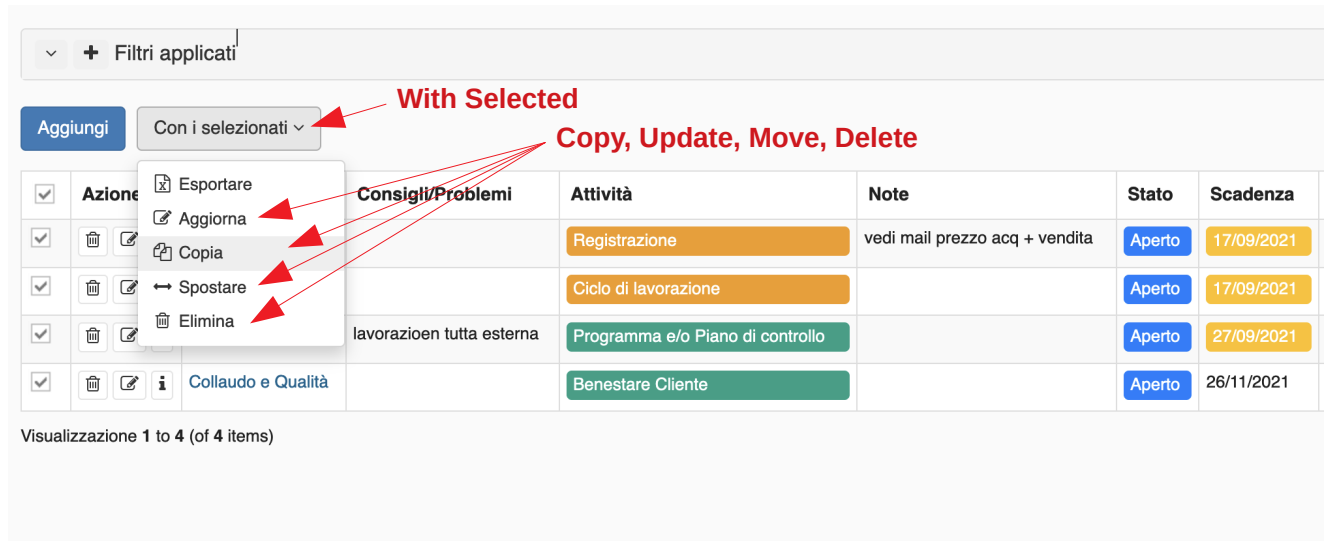 Filtri applicati
With Selected
Aggiungi Con i selezionati
Copy, Update, Move, Delete
Esportare
Aggiorna
Copia
Spostare
Elimina
Azione Consigli/Problemi Attività Note Stato Scadenza
Registrazione vedi mail prezzo acq + vendita Aperto 17/09/2021
Ciclo di lavorazione Aperto 17/09/2021
lavorazioen tutta esterna Programma e/o Piano di controllo Aperto 27/09/2021
Collaudo e Qualità Benestare Cliente Aperto 26/11/2021
Visualizzazione 1 to 4 (of 4 items)